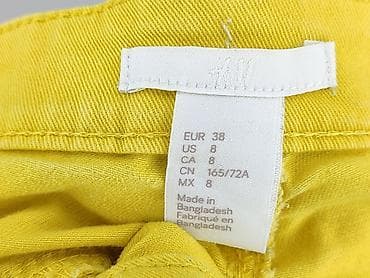 H&M
EUR 38
US 8
CA 8
CN 165/72A
MX 8
Made in
Bangladesh
Fabriqué en
Bangladesh